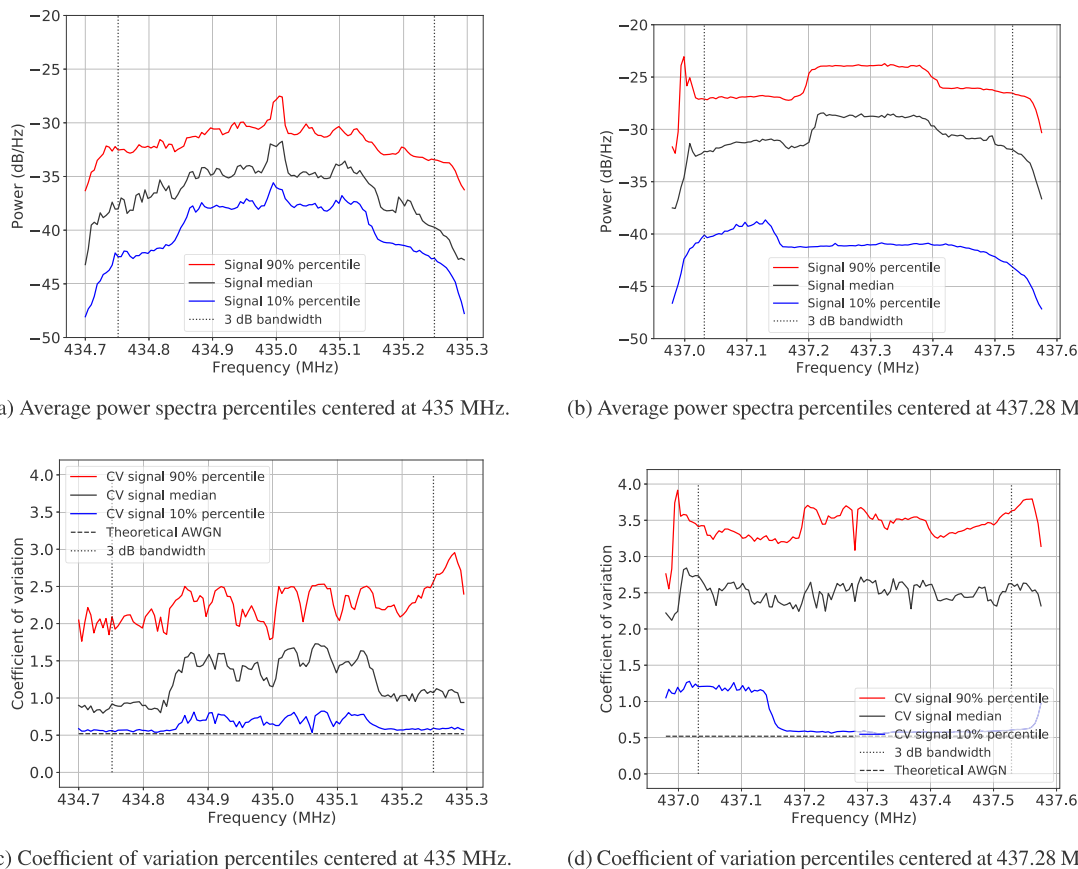 −20
−25
−30
−35
−40
−45
−50
Power (dB/Hz)
Signal 90% percentile
Signal median
Signal 10% percentile
3 dB bandwidth
434.7 434.8 434.9 435.0 435.1 435.2 435.3
Frequency (MHz)
−20
−25
−30
−35
−40
−45
−50
Power (dB/Hz)
Signal 90% percentile
Signal median
Signal 10% percentile
3 dB bandwidth
437.0 437.1 437.2 437.3 437.4 437.5 437.6
Frequency (MHz)
) Average power spectra percentiles centered at 435 MHz.
(b) Average power spectra percentiles centered at 437.28 M
4.0
3.5
3.0
2.5
2.0
1.5
1.0
0.5
0.0
Coefficient of variation
CV signal 90% percentile
CV signal median
CV signal 10% percentile
Theoretical AWGN
3 dB bandwidth
434.7 434.8 434.9 435.0 435.1 435.2 435.3
Frequency (MHz)
4.0
3.5
3.0
2.5
2.0
1.5
1.0
0.5
0.0
Coefficient of variation
CV signal 90% percentile
CV signal median
CV signal 10% percentile
3 dB bandwidth
Theoretical AWGN
437.0 437.1 437.2 437.3 437.4 437.5 437.6
Frequency (MHz)
) Coefficient of variation percentiles centered at 435 MHz.
(d) Coefficient of variation percentiles centered at 437.28 M